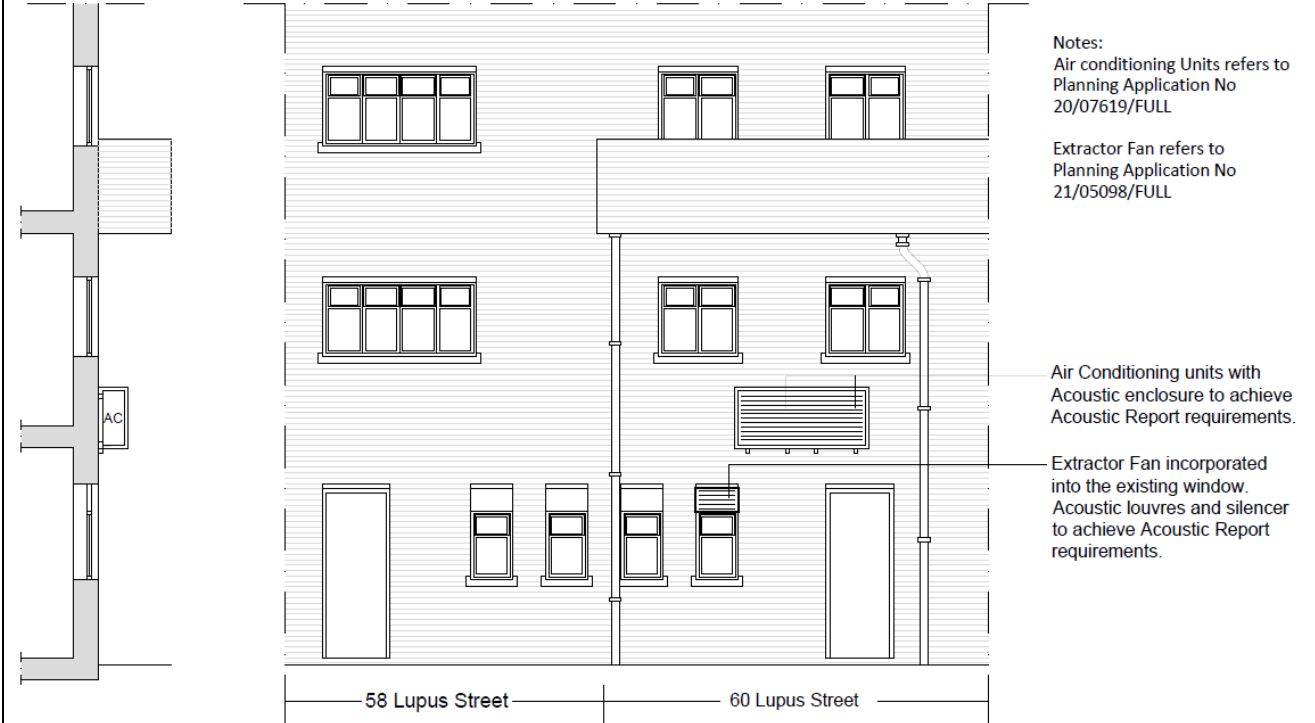 Notes:
Air conditioning Units refers to
Planning Application No
20/07619/FULL
Extractor Fan refers to
Planning Application No
21/05098/FULL
AC
Air Conditioning units with
Acoustic enclosure to achieve
Acoustic Report requirements.
Extractor Fan incorporated
into the existing window.
Acoustic louvres and silencer
to achieve Acoustic Report
requirements.
58 Lupus Street
60 Lupus Street